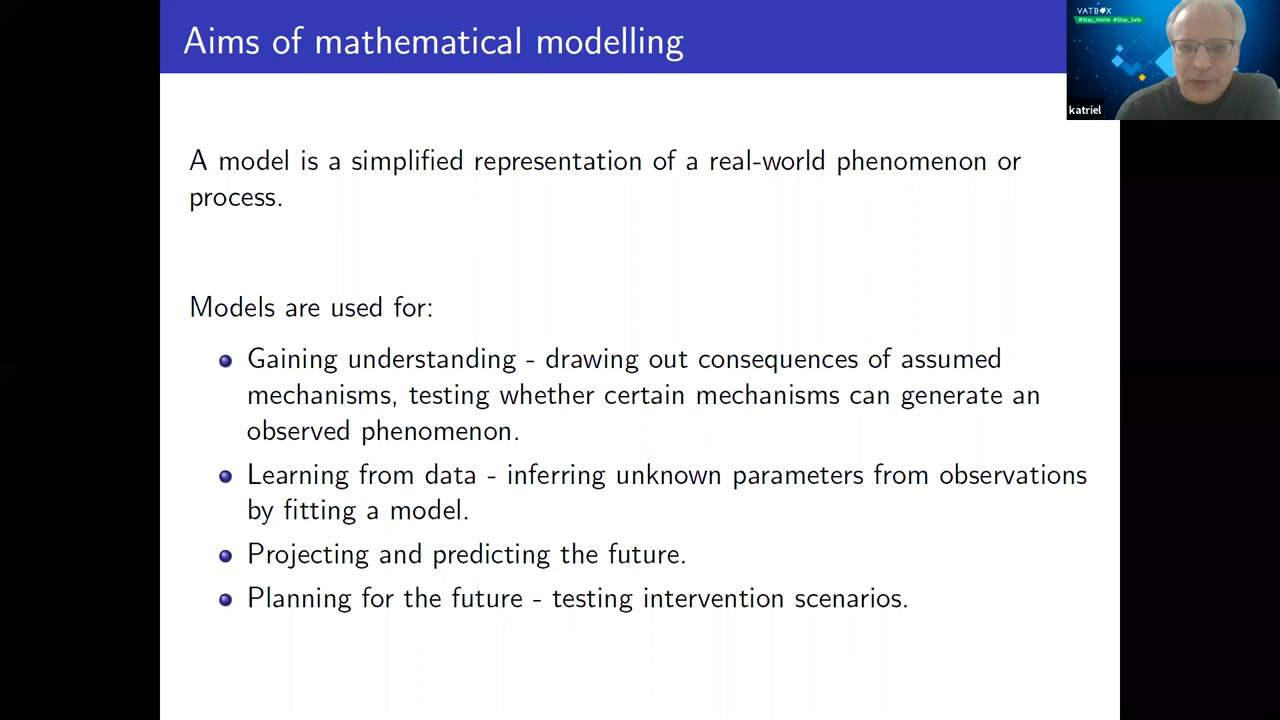 Aims of mathematical modelling
VATBOX
#Stay_Home #Stay_Safe
katriel
A model is a simplified representation of a real-world phenomenon or
process.
Models are used for:
Gaining understanding - drawing out consequences of assumed
mechanisms, testing whether certain mechanisms can generate an
observed phenomenon.
Learning from data - inferring unknown parameters from observations
by fitting a model.
Projecting and predicting the future.
Planning for the future - testing intervention scenarios.